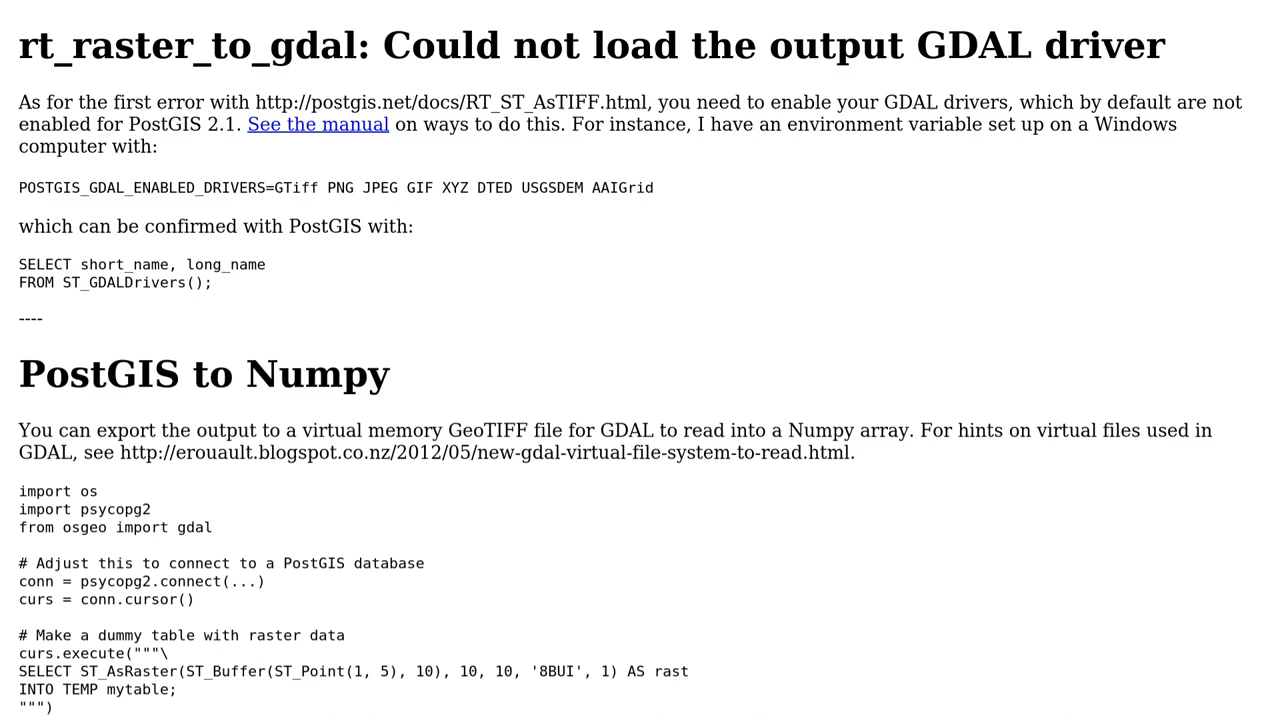 rt_raster_to_gdal: Could not load the output GDAL driver
As for the first error with http://postgis.net/docs/RT_ST_AsTIFF.html, you need to enable your GDAL drivers, which by default are not
enabled for PostGIS 2.1. See the manual on ways to do this. For instance, I have an environment variable set up on a Windows
computer with:
POSTGIS_GDAL_ENABLED_DRIVERS=GTiff PNG JPEG GIF XYZ DTED USGSDEM AAIGrid
which can be confirmed with PostGIS with:
SELECT short_name, long_name
FROM ST_GDALDrivers();
----
PostGIS to Numpy
You can export the output to a virtual memory GeoTIFF file for GDAL to read into a Numpy array. For hints on virtual files used in
GDAL, see http://erouault.blogspot.co.nz/2012/05/new-gdal-virtual-file-system-to-read.html.
import os
import psycopg2
from osgeo import gdal
# Adjust this to connect to a PostGIS database
conn = psycopg2.connect(...)
curs = conn.cursor()
# Make a dummy table with raster data
curs.execute("""\
SELECT ST_AsRaster(ST_Buffer(ST_Point(1, 5), 10), 10, 10, '8BUI', 1) AS rast
INTO TEMP mytable;
""")